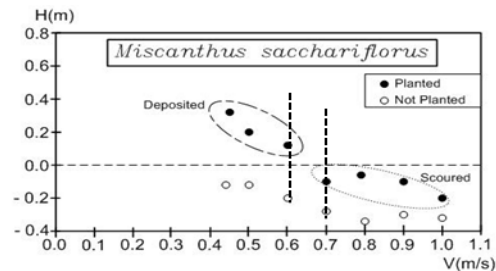 H(m)
0.8
Miscanthus sacchariflorus
0.6
Planted
Not Planted
0.4
Deposited
0.2
0.0
Scoured
- 0.2
- 0.4
0.0 0.1 0.2 0.3 0.4 0.5 0.6 0.7 0.8 0.9 1.0 1.1
V(m/s)